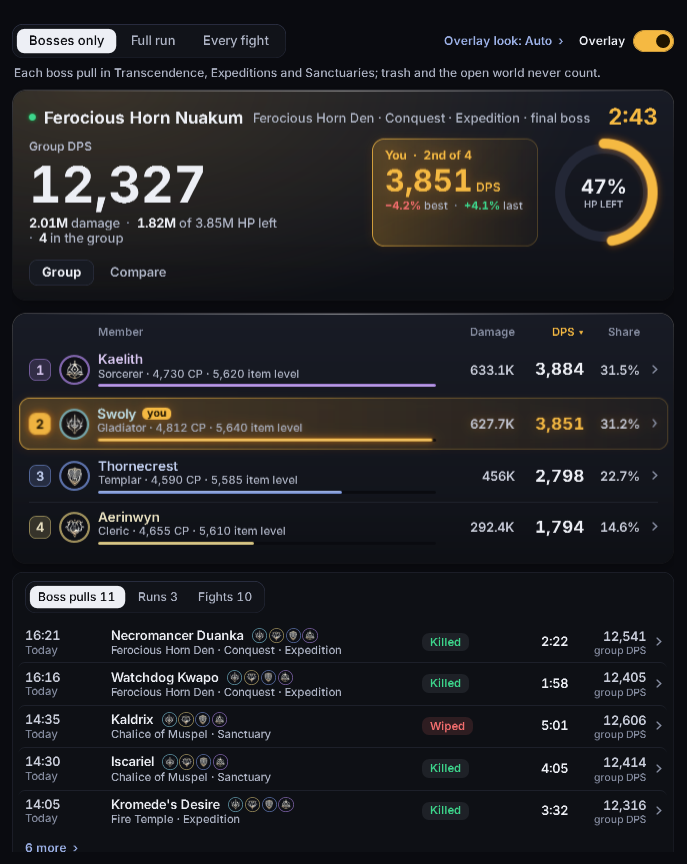 Bosses only Full run Every fight Overlay look: Auto › Overlay
Each boss pull in Transcendence, Expeditions and Sanctuaries; trash and the open world never count.
Ferocious Horn Nuakum Ferocious Horn Den · Conquest · Expedition · final boss 2:43
Group DPS
12,327
2.01M damage · 1.82M of 3.85M HP left
· 4 in the group
You · 2nd of 4
3,851 DPS
−4.2% best · +4.1% last
47%
HP LEFT
Group Compare
Member Damage DPS ▾ Share
1 Kaelith 633.1K 3,884 31.5% ›
Sorcerer · 4,730 CP · 5,620 item level
2 Swoly you 627.7K 3,851 31.2% ›
Gladiator · 4,812 CP · 5,640 item level
3 Thornecrest 456K 2,798 22.7% ›
Templar · 4,590 CP · 5,585 item level
4 Aerinwyn 292.4K 1,794 14.6% ›
Cleric · 4,655 CP · 5,610 item level
Boss pulls 11 Runs 3 Fights 10
16:21 Necromancer Duanka Killed 2:22 12,541 ›
Today Ferocious Horn Den · Conquest · Expedition group DPS
16:16 Watchdog Kwapo Killed 1:58 12,405 ›
Today Ferocious Horn Den · Conquest · Expedition group DPS
14:35 Kaldrix Wiped 5:01 12,606 ›
Today Chalice of Muspel · Sanctuary group DPS
14:30 Iscariel Killed 4:05 12,414 ›
Today Chalice of Muspel · Sanctuary group DPS
14:05 Kromede's Desire Killed 3:32 12,316 ›
Today Fire Temple · Expedition group DPS
6 more ›